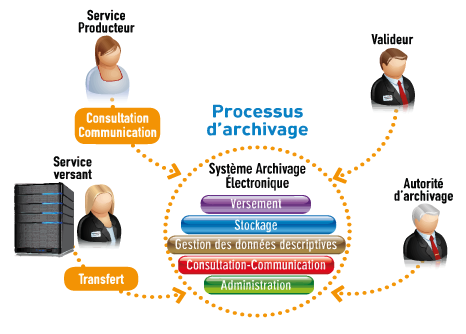 Service
Producteur
Valideur
Consultation
Communication
Processus
d'archivage
Service
versant
Système Archivage
Électronique
Autorité
d'archivage
Versement
Stockage
Gestion des données descriptives
Consultation-Communication
Administration
Transfert